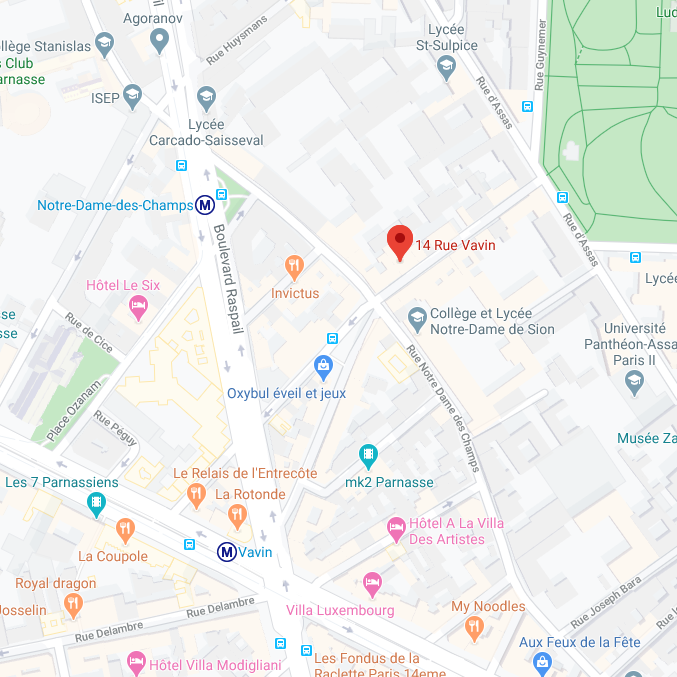 Agoranov
Rue Huysmans
Lycée
St-Sulpice
Rue Guynemer
Collège Stanislas
s Club
arnasse
ISEP
Lycée
Carcado-Saisseval
Rue d'Assas
Notre-Dame-des-Champs
M
Boulevard Raspail
14 Rue Vavin
Rue d'Assas
Lycée
Hôtel Le Six
Invictus
Collège et Lycée
Notre-Dame de Sion
sse
sse
Rue de Cicé
Université
Panthéon-Assa
Paris II
Oxybul éveil et jeux
Rue Notre Dame des Champs
Place Ozanam
Rue Péguy
Musée Za
Le Relais de l'Entrecôte
mk2 Parnasse
Les 7 Parnassiens
La Rotonde
Hôtel A La Villa
Des Artistes
La Coupole
M
Vavin
Royal dragon
Josselin
Rue Delambre
Rue Delambre
Villa Luxembourg
My Noodles
Rue Joseph Bara
Aux Feux de la Fête
Hôtel Villa Modigliani
Les Fondus de la
Raclette Paris 14eme